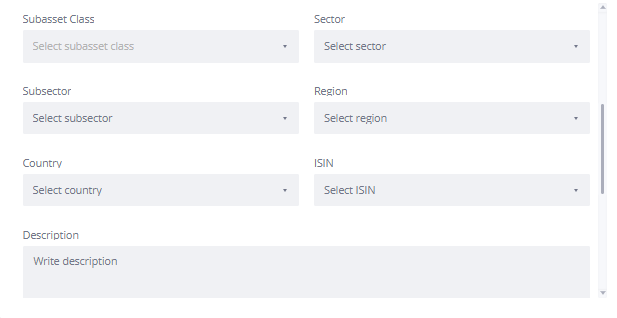 Subasset Class
Sector
Select subasset class
Select sector
Subsector
Region
Select subsector
Select region
Country
ISIN
Select country
Select ISIN
Description
Write description